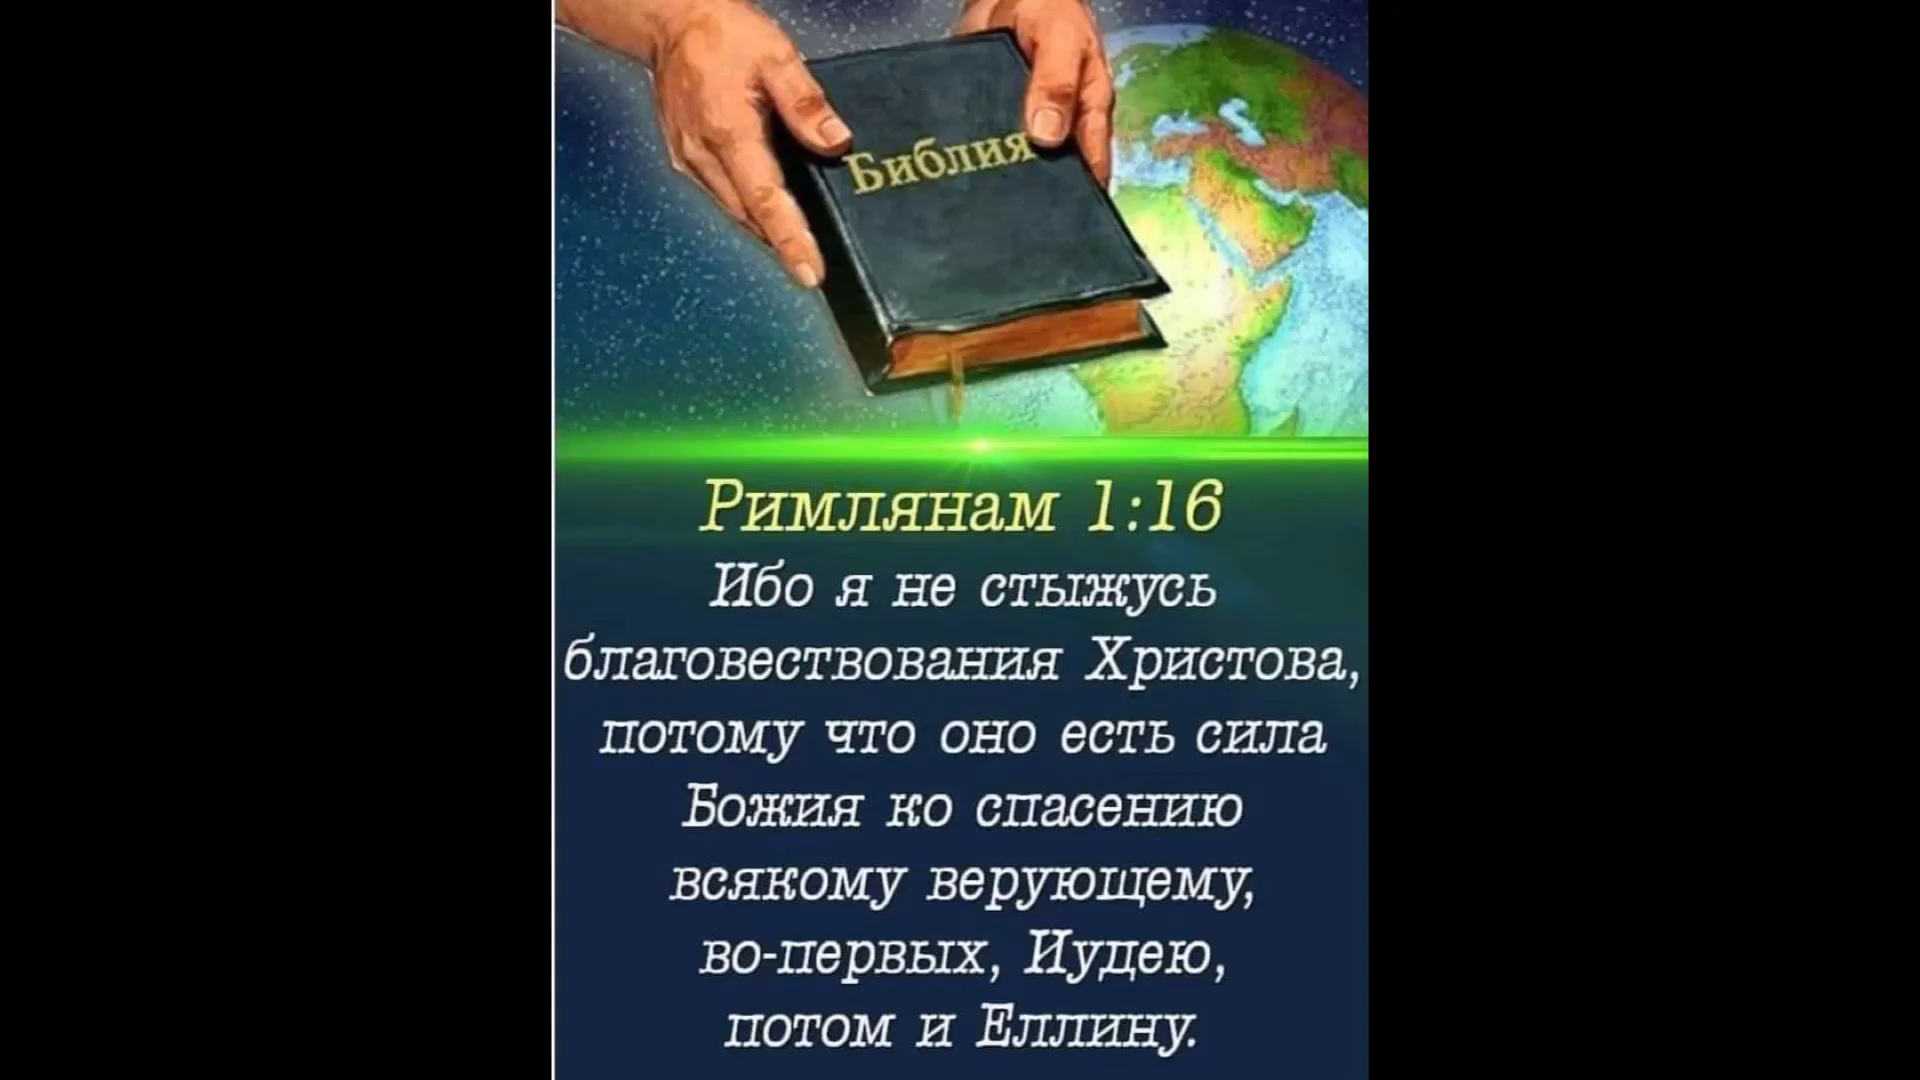 Библия
Римлянам 1:16
Ибо я не стыжусь
благовествования Христова,
потому что оно есть сила
Божия ко спасению
всякому верующему,
во-первых, Иудею,
потом и Еллину.